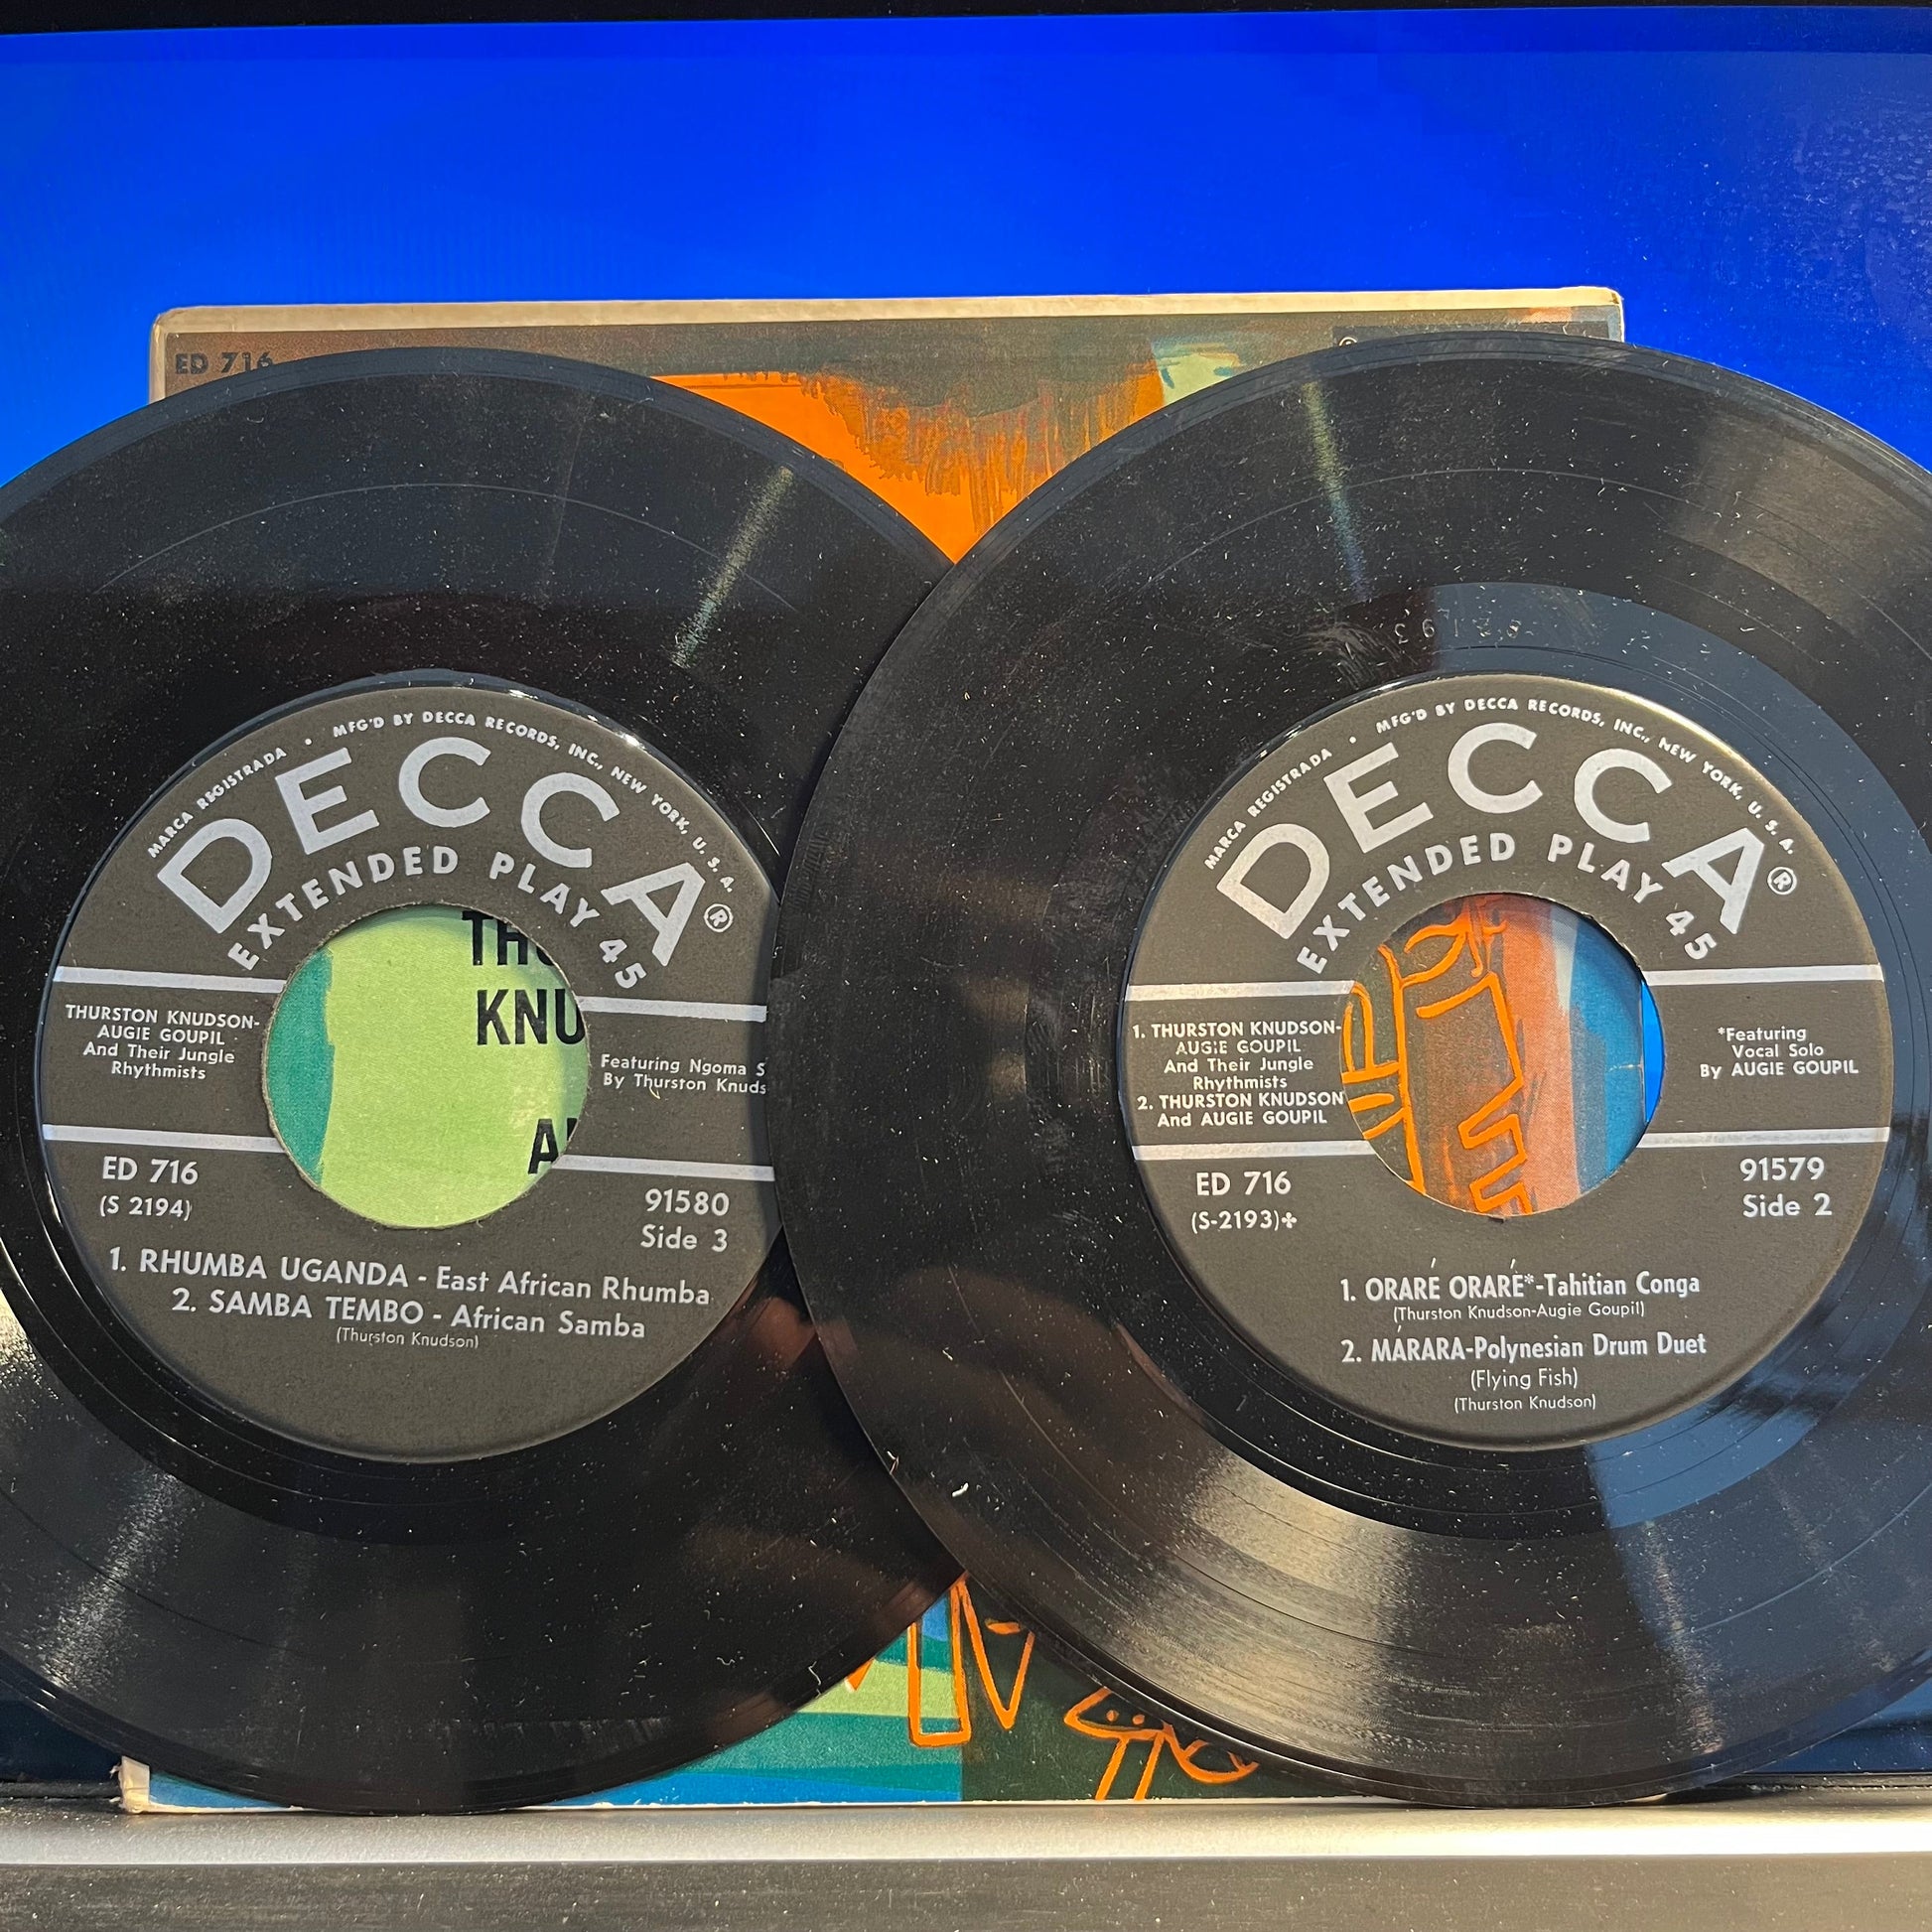 ED 716
MARCA REGISTRADA • MFG'D BY DECCA RECORDS, INC., NEW YORK, U. S. A.
DECCA®
EXTENDED PLAY 45
THURSTON KNUDSON-
AUGIE GOUPIL
And Their Jungle
Rhythmists
Featuring Ngoma S
By Thurston Knuds
ED 716
(S 2194)
91580
Side 3
1. RHUMBA UGANDA - East African Rhumba
2. SAMBA TEMBO - African Samba
(Thurston Knudson)
KNU
MARCA REGISTRADA • MFG'D BY DECCA RECORDS, INC., NEW YORK, U. S. A.
DECCA®
EXTENDED PLAY 45
1. THURSTON KNUDSON-
AUGIE GOUPIL
And Their Jungle
Rhythmists
2. THURSTON KNUDSON
And AUGIE GOUPIL
*Featuring
Vocal Solo
By AUGIE GOUPIL
ED 716
(S-2193)✤
91579
Side 2
1. ORARÉ ORARÉ*-Tahitian Conga
(Thurston Knudson-Augie Goupil)
2. MÁRARA-Polynesian Drum Duet
(Flying Fish)
(Thurston Knudson)